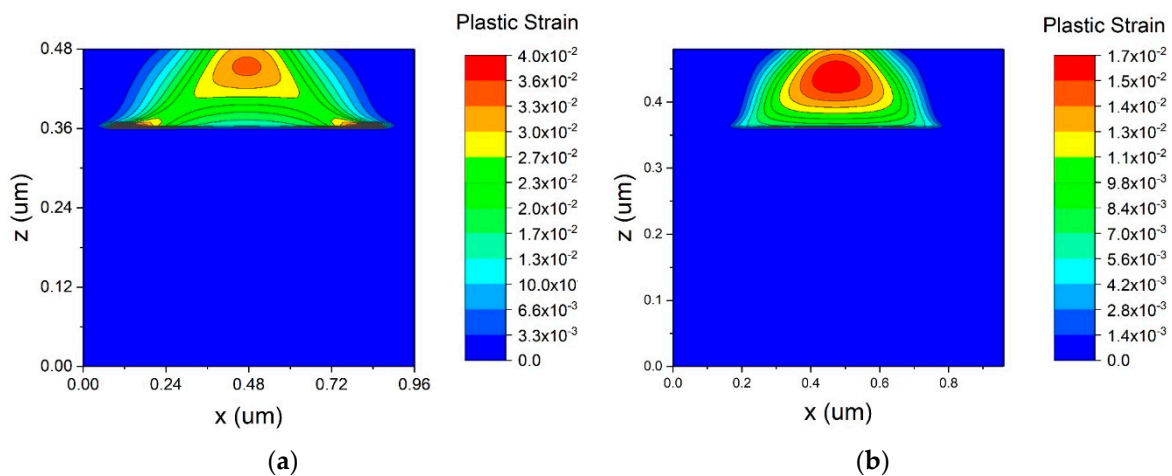 Plastic Strain
0.48
0.36
0.24
0.12
0.00
z (um)
0.00 0.24 0.48 0.72 0.96
x (um)
4.0x10-2
3.6x10-2
3.3x10-2
3.0x10-2
2.7x10-2
2.3x10-2
2.0x10-2
1.7x10-2
1.3x10-2
10.0x10
6.6x10-3
3.3x10-3
0.0
(a)
Plastic Strain
0.4
0.3
0.2
0.1
0.0
z (um)
0.0 0.2 0.4 0.6 0.8
x (um)
1.7x10-2
1.5x10-2
1.4x10-2
1.3x10-2
1.1x10-2
9.8x10-3
8.4x10-3
7.0x10-3
5.6x10-3
4.2x10-3
2.8x10-3
1.4x10-3
0.0
(b)